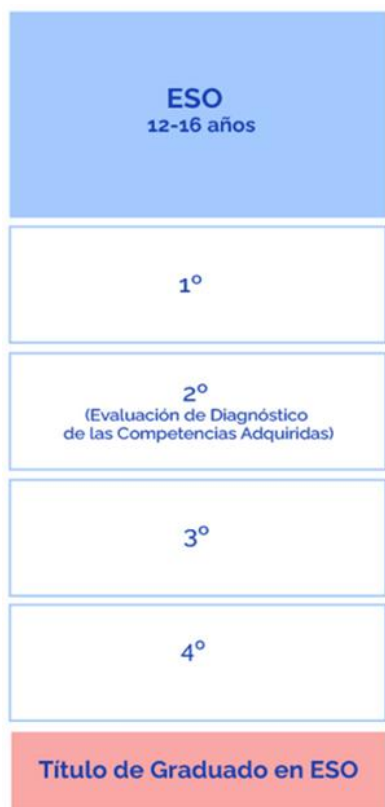 ESO
12-16 años
1º
2º
(Evaluación de Diagnóstico
de las Competencias Adquiridas)
3º
4º
Título de Graduado en ESO